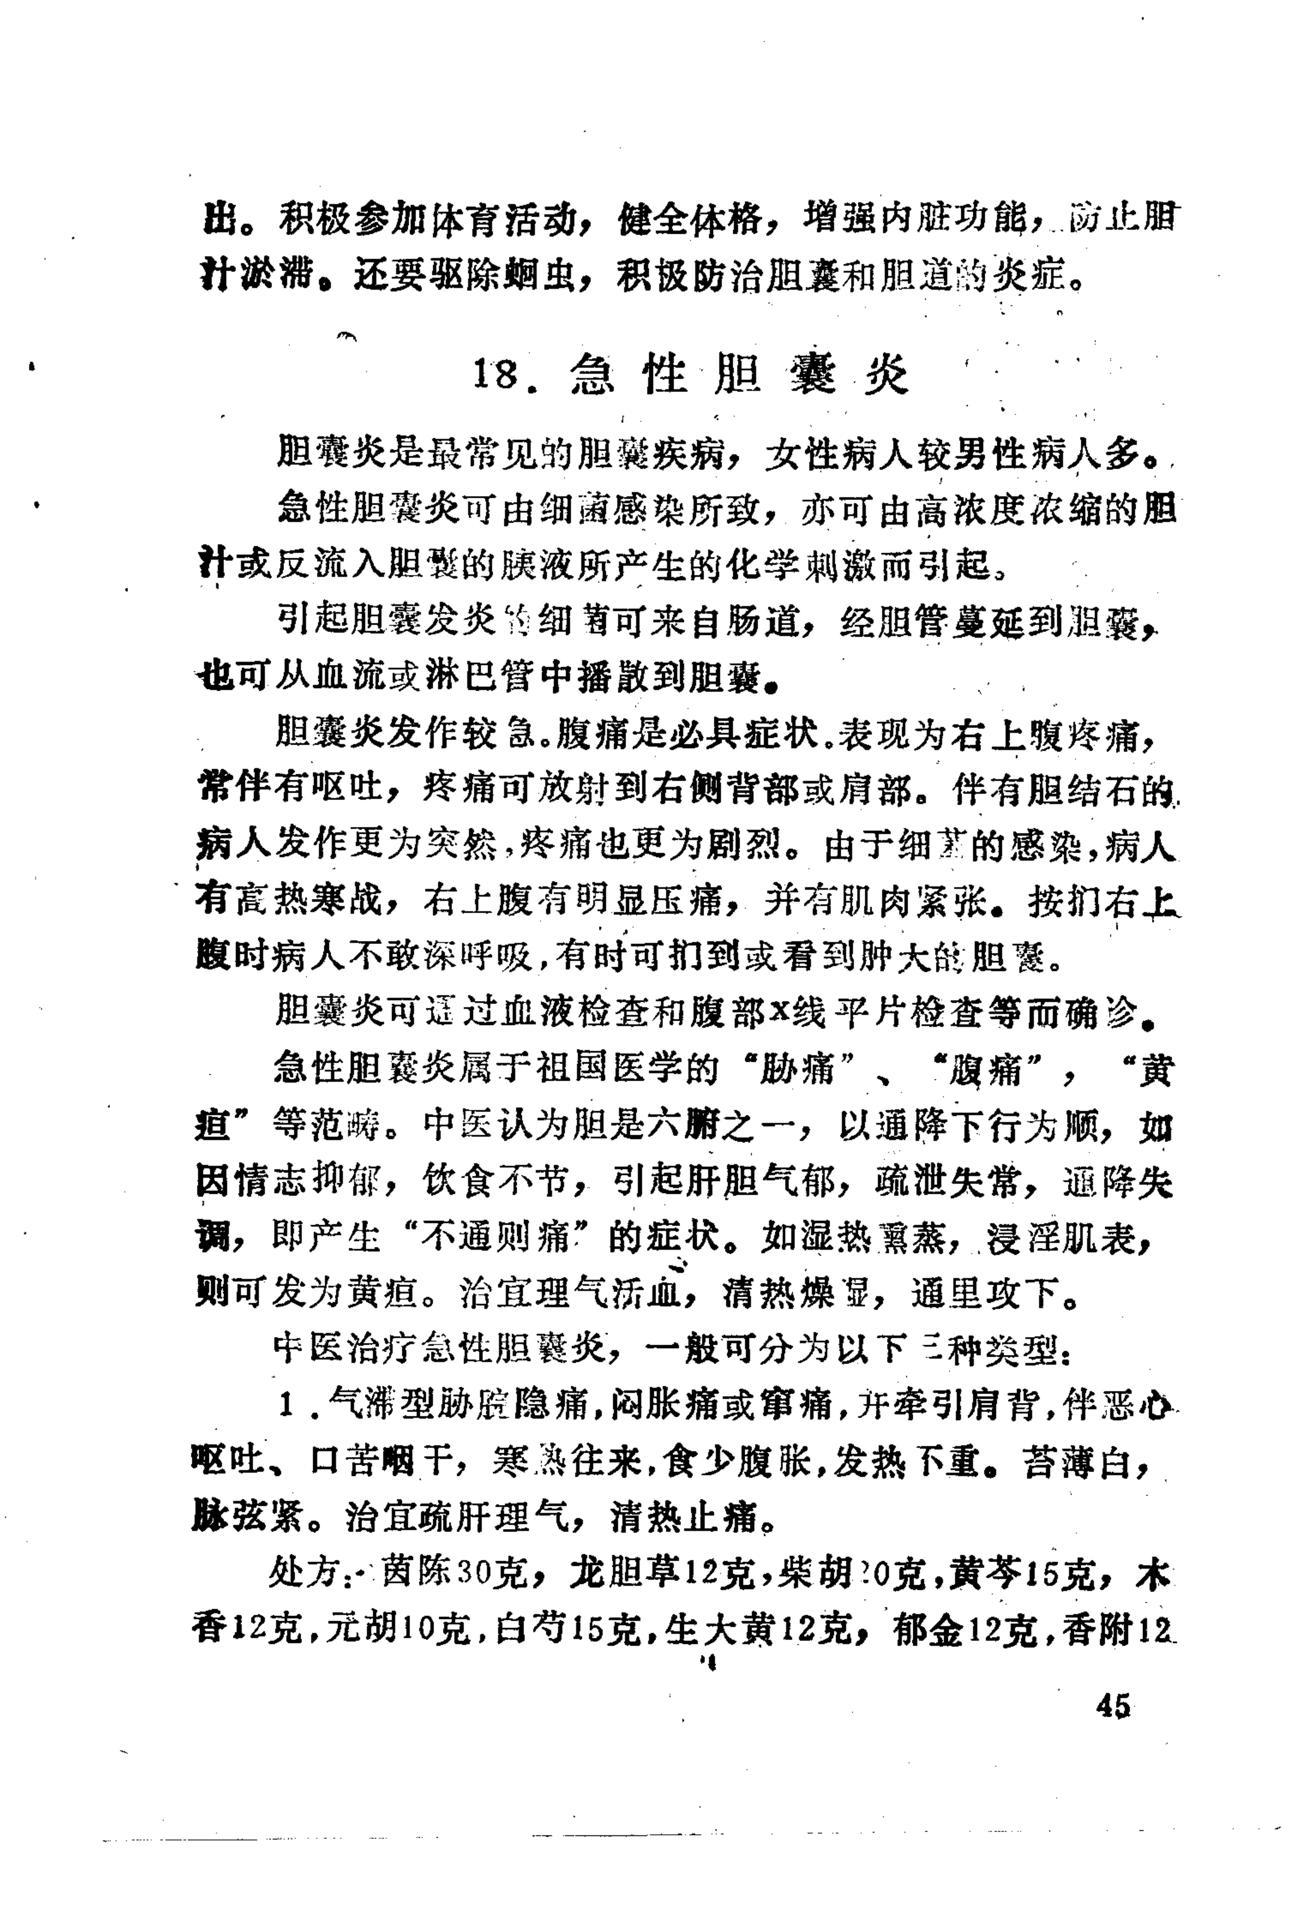 出。积极参加体育活动，健全体格，增强内脏功能，防止胆
汁淤滞。还要驱除蛔虫，积极防治胆囊和胆道的炎症。
18.急性胆囊炎
胆囊炎是最常见的胆囊疾病，女性病人较男性病人多。
急性胆囊炎可由细菌感染所致，亦可由高浓度浓缩的胆
汁或反流入胆囊的胰液所产生的化学刺激而引起。
引起胆囊发炎的细菌可来自肠道，经胆管蔓延到胆囊，
也可从血流或淋巴管中播散到胆囊。
胆囊炎发作较急。腹痛是必具症状。表现为右上腹疼痛，
常伴有呕吐，疼痛可放射到右侧背部或肩部。伴有胆结石的
病人发作更为突然，疼痛也更为剧烈。由于细菌的感染，病人
有高热寒战，右上腹有明显压痛，并有肌肉紧张。按扪右上
腹时病人不敢深呼吸，有时可扪到或看到肿大的胆囊。
胆囊炎可通过血液检查和腹部x线平片检查等而确诊。
急性胆囊炎属于祖国医学的“胁痛”、“腹痛”，“黄
疸”等范畴。中医认为胆是六腑之一，以通降下行为顺，如
因情志抑郁，饮食不节，引起肝胆气郁，疏泄失常，通降失
调，即产生“不通则痛”的症状。如湿热熏蒸，浸淫肌表，
则可发为黄疸。治宜理气活血，清热燥湿，通里攻下。
中医治疗急性胆囊炎，一般可分为以下三种类型：
1.气滞型胁脘隐痛，闷胀痛或窜痛，并牵引肩背，伴恶心
呕吐、口苦咽干，寒热往来，食少腹胀，发热不重。苔薄白，
脉弦紧。治宜疏肝理气，清热止痛。
处方：茵陈30克，龙胆草12克，柴胡0克，黄芩15克，木
香12克，元胡10克，白芍15克，生大黄12克，郁金12克，香附12
45